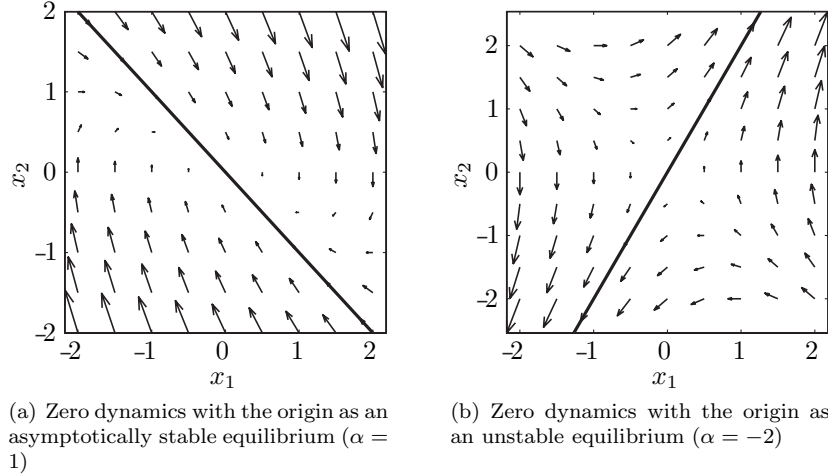 2
1
0
−1
−2
x2
−2 −1 0 1 2
x1
2
1
0
−1
−2
x2
−2 −1 0 1 2
x1
(a) Zero dynamics with the origin as an
asymptotically stable equilibrium (α =
1)
(b) Zero dynamics with the origin as
an unstable equilibrium (α = −2)